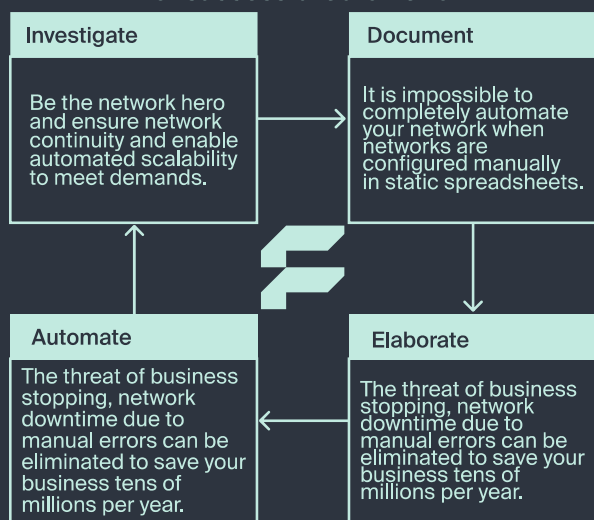 Investigate
Be the network hero
and ensure network
continuity and enable
automated scalability
to meet demands.
Document
It is impossible to
completely automate
your network when
networks are
configured manually
in static spreadsheets.
Automate
The threat of business
stopping, network
downtime due to
manual errors can be
eliminated to save your
business tens of
millions per year.
Elaborate
The threat of business
stopping, network
downtime due to
manual errors can be
eliminated to save your
business tens of
millions per year.